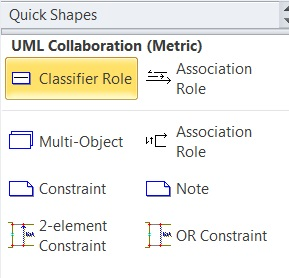 Quick Shapes
UML Collaboration (Metric)
Classifier Role
Association
Role
Multi-Object
Association
Role
Constraint
Note
2-element
Constraint
OR Constraint